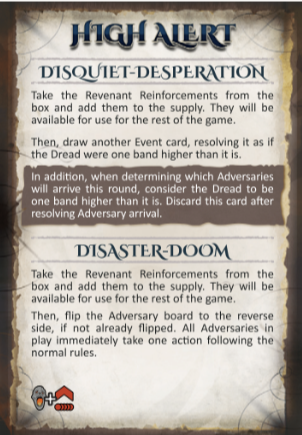 HIGH ALERT
DISQUIET-DESPERATION
Take the Revenant Reinforcements from the
box and add them to the supply. They will be
available for use for the rest of the game.
Then, draw another Event card, resolving it as if
the Dread were one band higher than it is.
In addition, when determining which Adversaries
will arrive this round, consider the Dread to be
one band higher than it is. Discard this card after
resolving Adversary arrival.
DISASTER-DOOM
Take the Revenant Reinforcements from the
box and add them to the supply. They will be
available for use for the rest of the game.
Then, flip the Adversary board to the reverse
side, if not already flipped. All Adversaries in
play immediately take one action following the
normal rules.
+